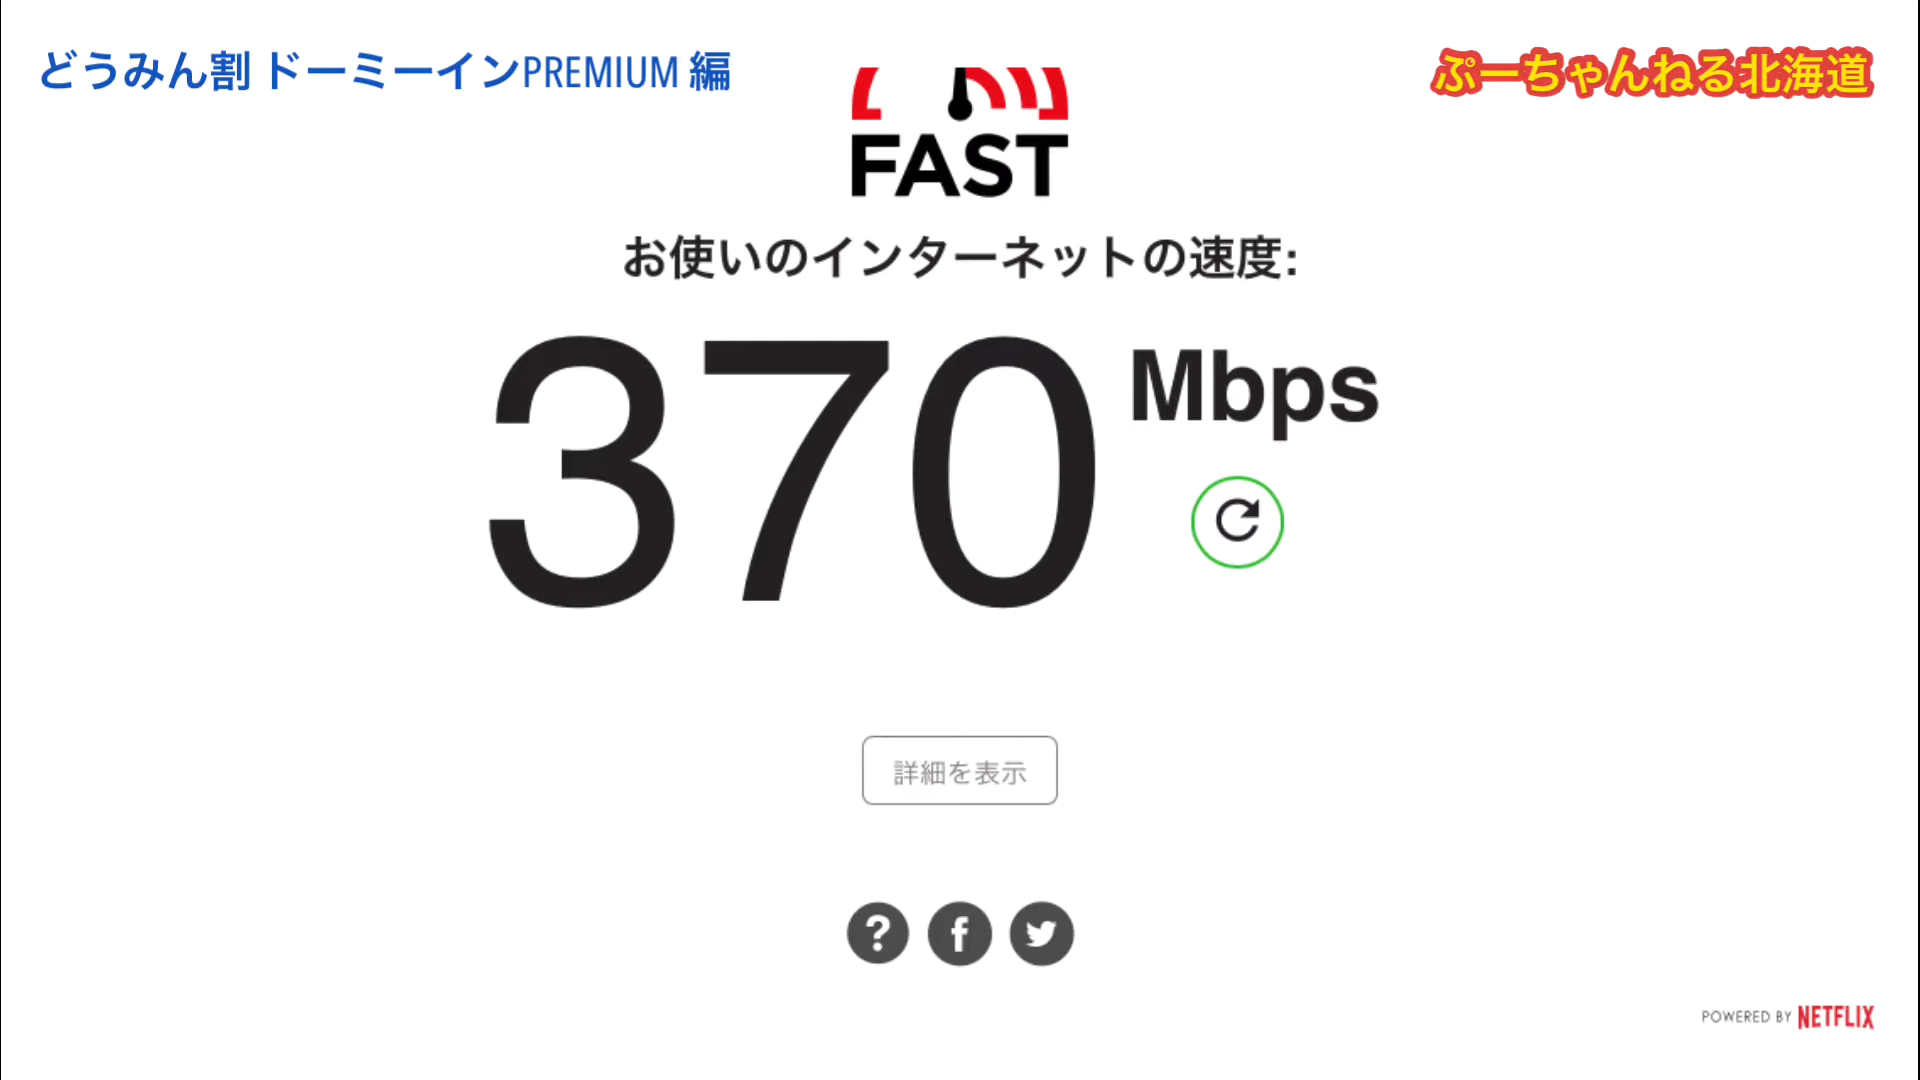 どうみん割 ドーミーインPREMIUM 編
ぷーちゃんねる北海道
FAST
お使いのインターネットの速度:
370 Mbps
詳細を表示
POWERED BY NETFLIX